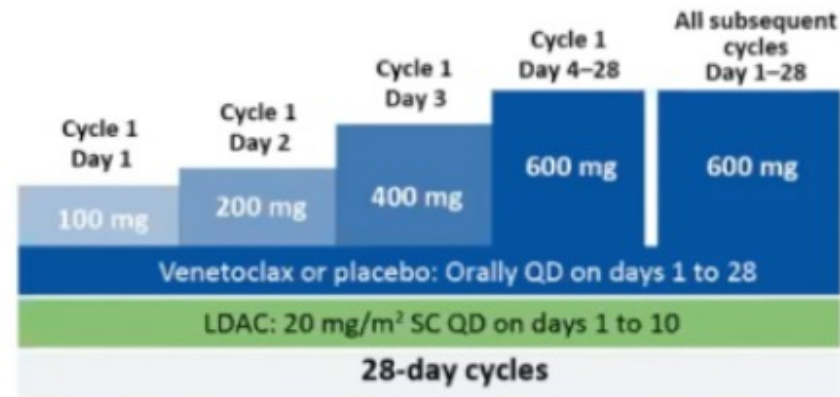 Cycle 1
Day 1
Cycle 1
Day 2
Cycle 1
Day 3
Cycle 1
Day 4–28
All subsequent
cycles
Day 1–28
100 mg
200 mg
400 mg
600 mg
600 mg
Venetoclax or placebo: Orally QD on days 1 to 28
LDAC: 20 mg/m² SC QD on days 1 to 10
28-day cycles